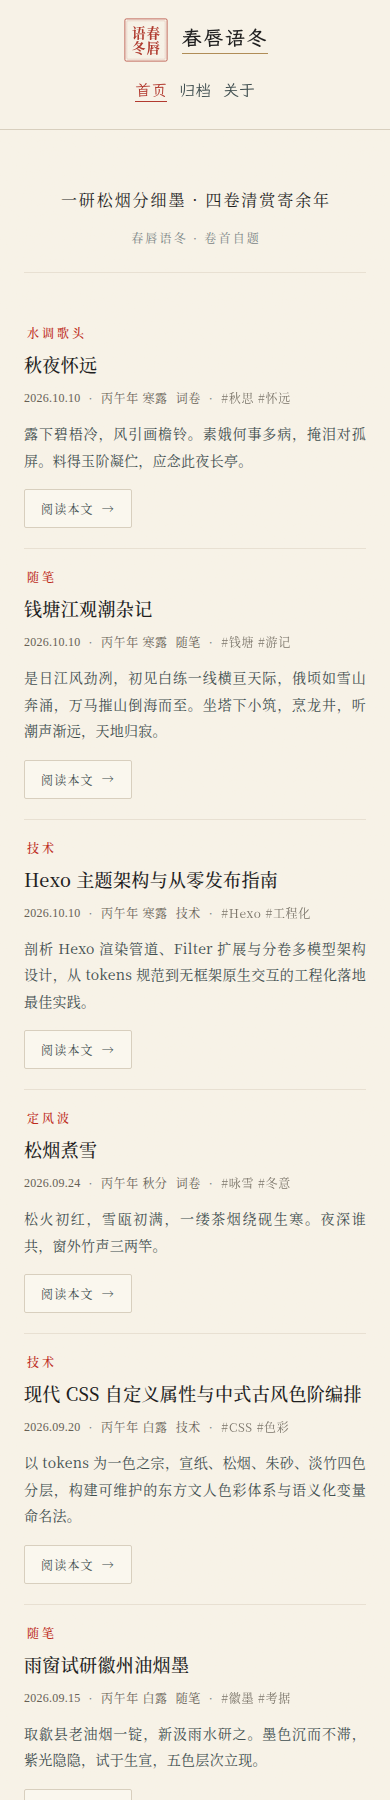 语春
冬唇
春唇语冬
首页 归档 关于
一研松烟分细墨 · 四卷清赏寄余年
春唇语冬 · 卷首自题
水调歌头
秋夜怀远
2026.10.10 · 丙午年 寒露 词卷 · #秋思 #怀远
露下碧梧冷，风引画檐铃。素娥何事多病，掩泪对孤
屏。料得玉阶凝伫，应念此夜长亭。
阅读本文 →
随笔
钱塘江观潮杂记
2026.10.10 · 丙午年 寒露 随笔 · #钱塘 #游记
是日江风劲冽，初见白练一线横亘天际，俄顷如雪山
奔涌，万马摧山倒海而至。坐塔下小筑，烹龙井，听
潮声渐远，天地归寂。
阅读本文 →
技术
Hexo 主题架构与从零发布指南
2026.10.10 · 丙午年 寒露 技术 · #Hexo #工程化
剖析 Hexo 渲染管道、Filter 扩展与分卷多模型架构
设计，从 tokens 规范到无框架原生交互的工程化落地
最佳实践。
阅读本文 →
定风波
松烟煮雪
2026.09.24 · 丙午年 秋分 词卷 · #咏雪 #冬意
松火初红，雪瓯初满，一缕茶烟绕砚生寒。夜深谁
共，窗外竹声三两竿。
阅读本文 →
技术
现代 CSS 自定义属性与中式古风色阶编排
2026.09.20 · 丙午年 白露 技术 · #CSS #色彩
以 tokens 为一色之宗，宣纸、松烟、朱砂、淡竹四色
分层，构建可维护的东方文人色彩体系与语义化变量
命名法。
阅读本文 →
随笔
雨窗试研徽州油烟墨
2026.09.15 · 丙午年 白露 随笔 · #徽墨 #考据
取歙县老油烟一锭，新汲雨水研之。墨色沉而不滞，
紫光隐隐，试于生宣，五色层次立现。